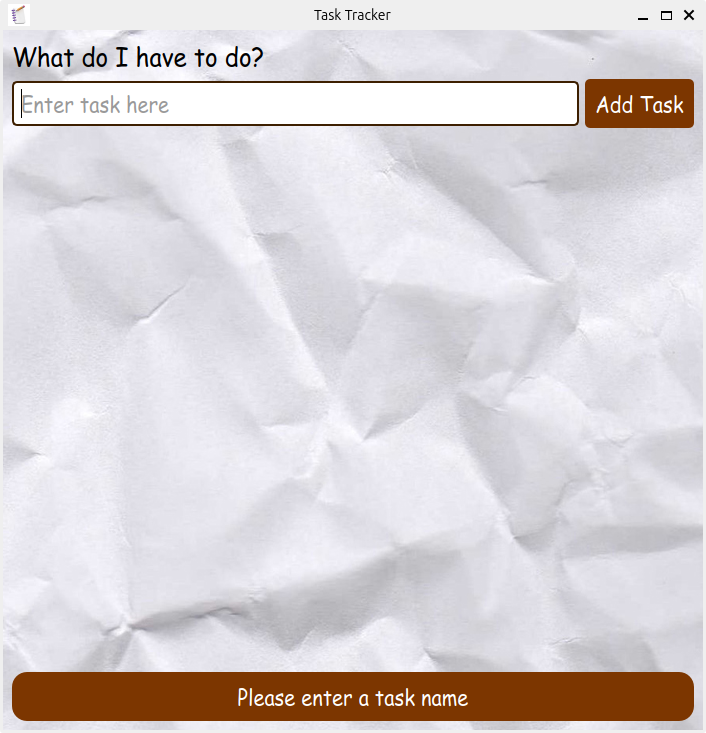 Task Tracker
What do I have to do?
Enter task here
Add Task
Please enter a task name